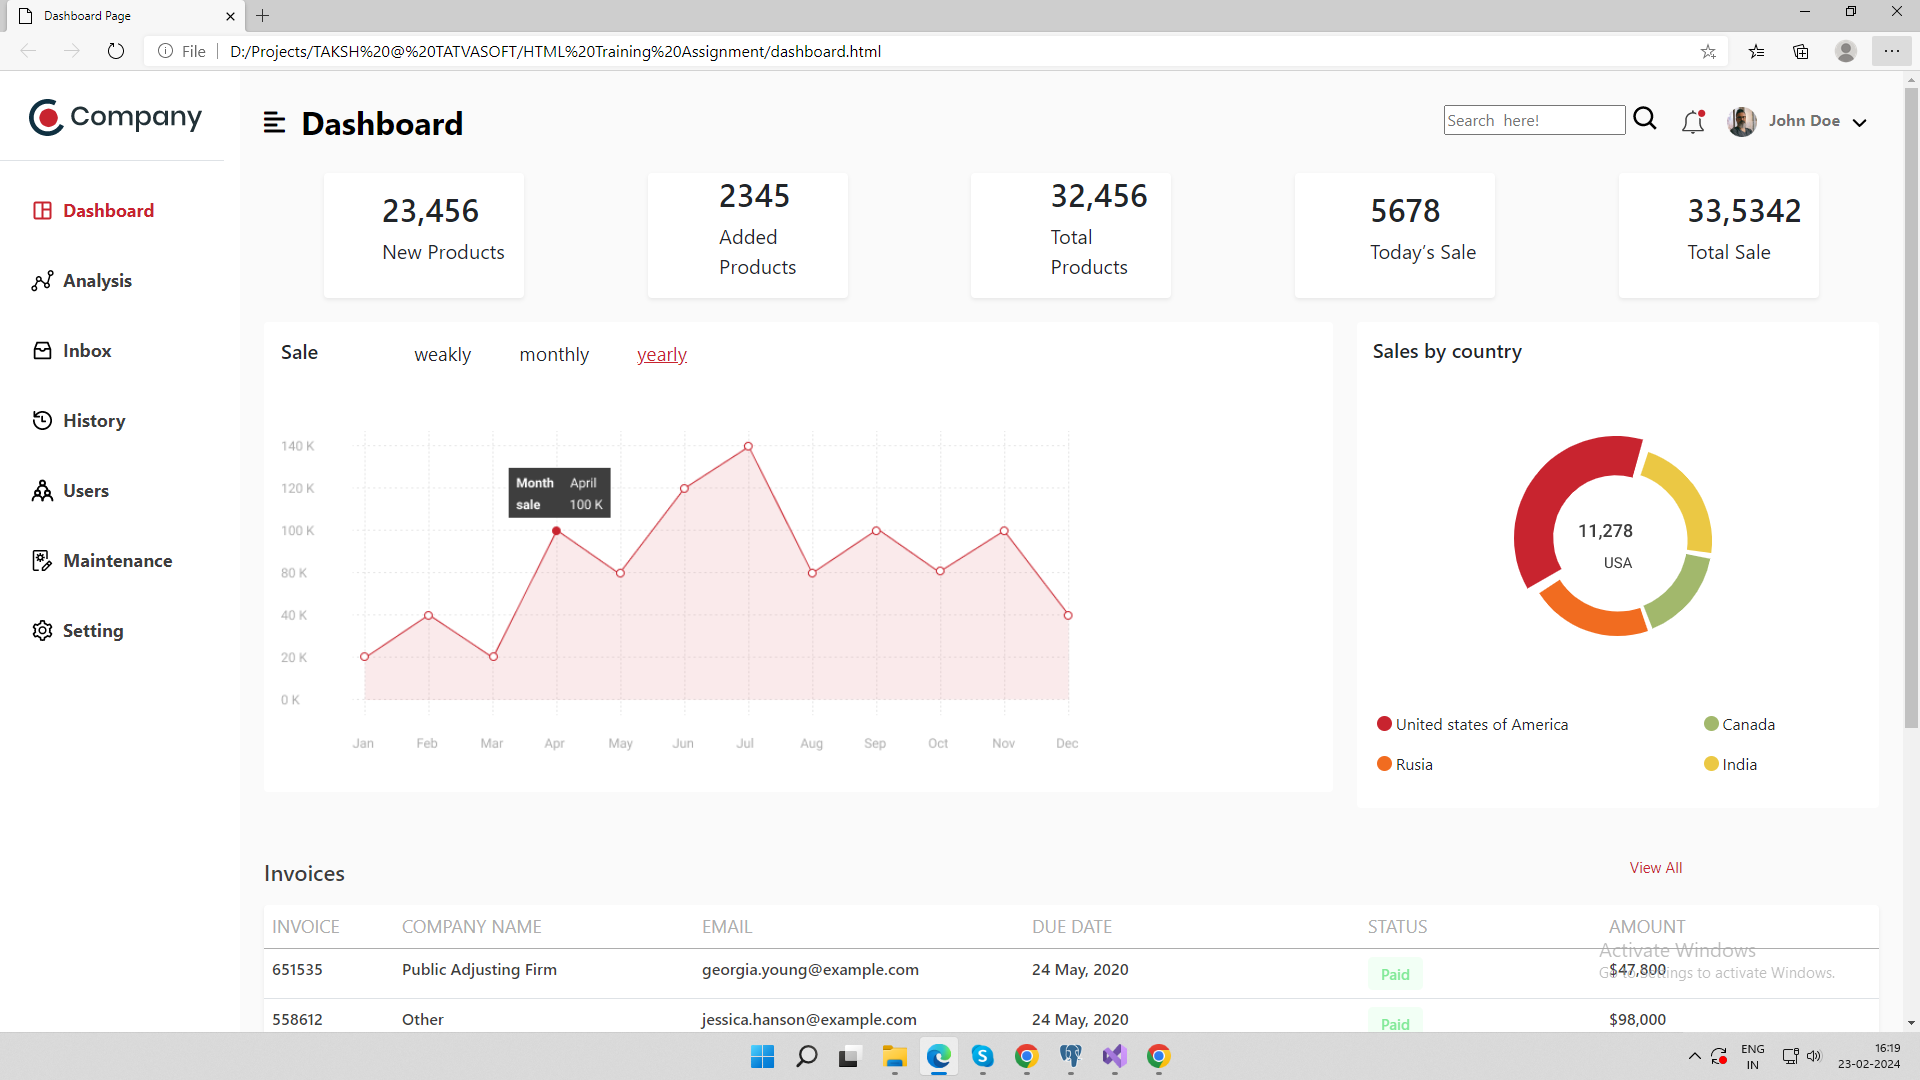 Dashboard Page
File
D:/Projects/TAKSH%20@%20TATVASOFT/HTML%20Training%20Assignment/dashboard.html
Company
Dashboard
Search here!
John Doe
Dashboard
Analysis
Inbox
History
Users
Maintenance
Setting
23,456
New Products
2345
Added
Products
32,456
Total
Products
5678
Today’s Sale
33,5342
Total Sale
Sale
weakly
monthly
yearly
140 K
120 K
100 K
80 K
40 K
20 K
0 K
Month April
sale 100 K
Jan Feb Mar Apr May Jun Jul Aug Sep Oct Nov Dec
Sales by country
11,278
USA
United states of America
Canada
Rusia
India
Invoices
View All
INVOICE COMPANY NAME EMAIL DUE DATE STATUS AMOUNT
651535 Public Adjusting Firm georgia.young@example.com 24 May, 2020 Paid $47,800
558612 Other jessica.hanson@example.com 24 May, 2020 Paid $98,000
Activate Windows
Go to Settings to activate Windows.
ENG
IN
16:19
23-02-2024